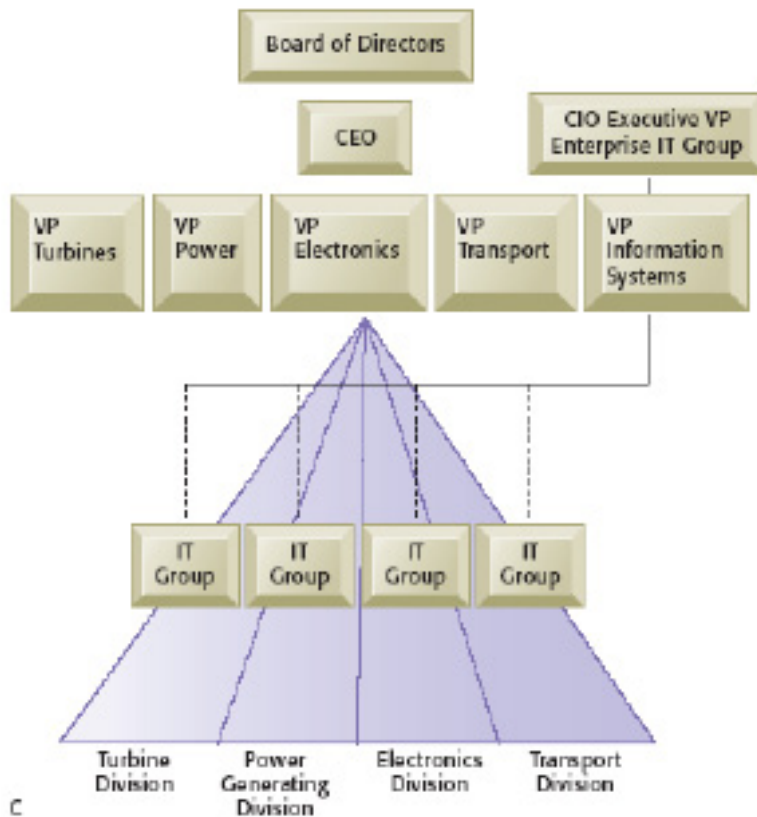 Board of Directors
CEO
CIO Executive VP
Enterprise IT Group
VP
Turbines
VP
Power
VP
Electronics
VP
Transport
VP
Information
Systems
IT
Group
IT
Group
IT
Group
IT
Group
Turbine
Division
Power
Generating
Division
Electronics
Division
Transport
Division
C